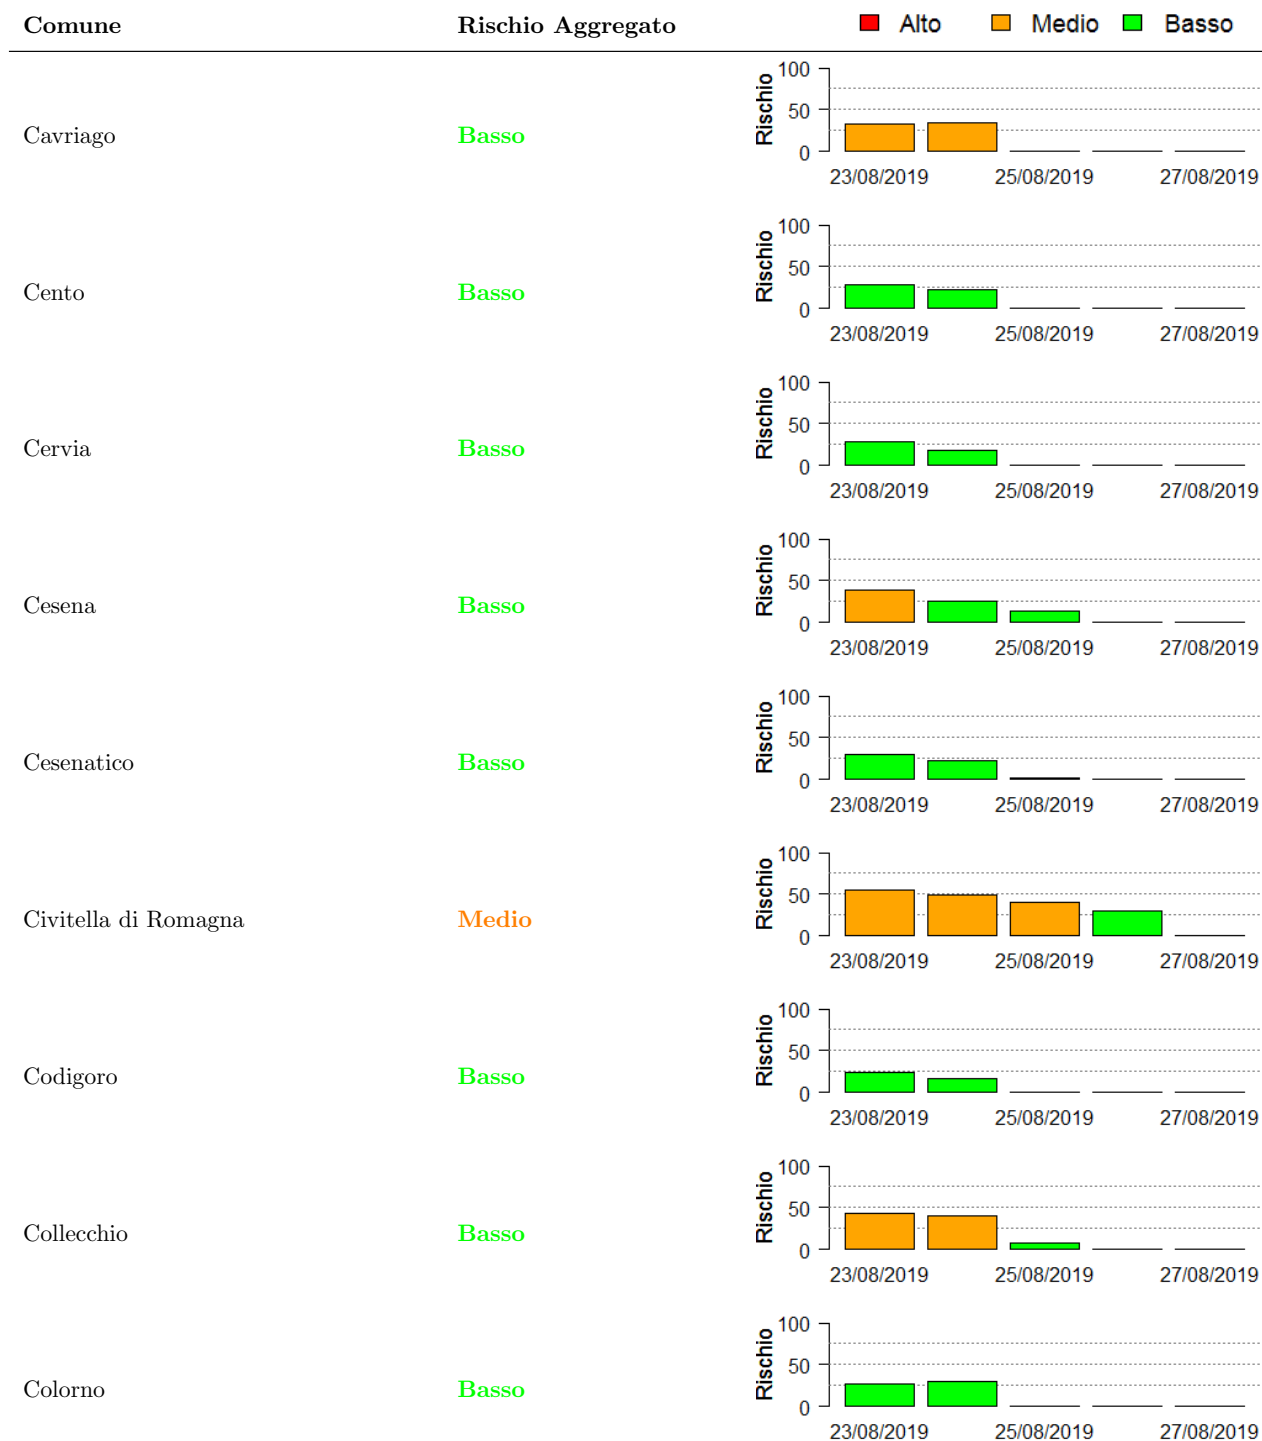 Comune Rischio Aggregato Alto Medio Basso
Cavriago Basso Rischio 100 50 0
23/08/2019 25/08/2019 27/08/2019
Cento Basso Rischio 100 50 0
23/08/2019 25/08/2019 27/08/2019
Cervia Basso Rischio 100 50 0
23/08/2019 25/08/2019 27/08/2019
Cesena Basso Rischio 100 50 0
23/08/2019 25/08/2019 27/08/2019
Cesenatico Basso Rischio 100 50 0
23/08/2019 25/08/2019 27/08/2019
Civitella di Romagna Medio Rischio 100 50 0
23/08/2019 25/08/2019 27/08/2019
Codigoro Basso Rischio 100 50 0
23/08/2019 25/08/2019 27/08/2019
Collecchio Basso Rischio 100 50 0
23/08/2019 25/08/2019 27/08/2019
Colorno Basso Rischio 100 50 0
23/08/2019 25/08/2019 27/08/2019